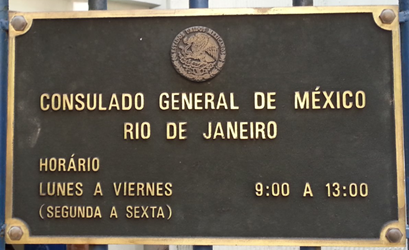 CONSULADO GENERAL DE MÉXICO
RIO DE JANEIRO
HORÁRIO
LUNES A VIERNES 9:00 A 13:00
(SEGUNDA A SEXTA)